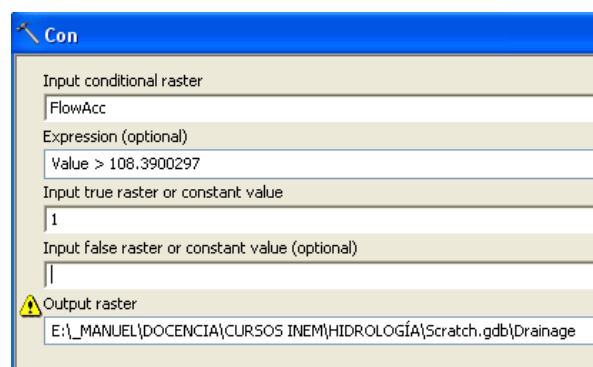 Con
Input conditional raster
FlowAcc
Expression (optional)
Value > 108.3900297
Input true raster or constant value
1
Input false raster or constant value (optional)
Output raster
E:\_MANUEL\DOCENCIA\CURSOS INEM\HIDROLOGÍA\Scratch.gdb\Drainage